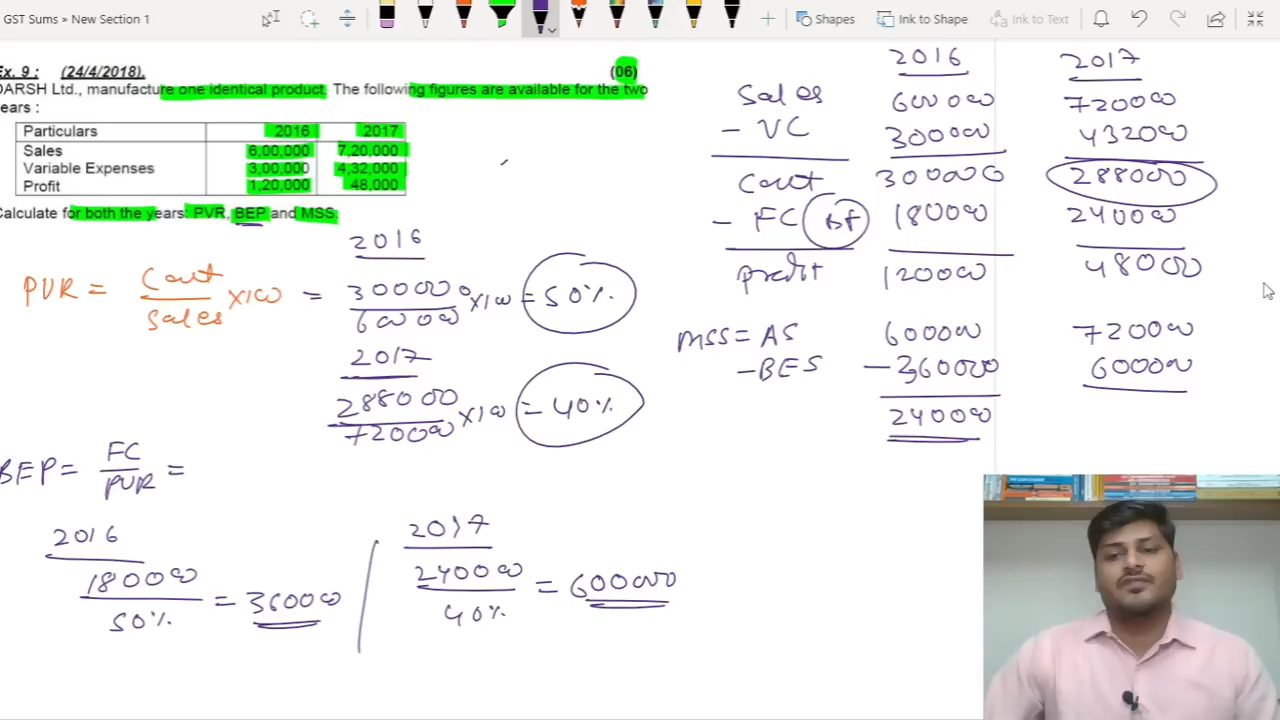 GST Sums » New Section 1
Shapes
Ink to Shape
Ink to Text
Ex. 9 : (24/4/2018). (06)
DARSH Ltd., manufacture one identical product. The following figures are available for the two
ears :
Particulars 2016 2017
Sales 6,00,000 7,20,000
Variable Expenses 3,00,000 4,32,000
Profit 1,20,000 48,000
Calculate for both the years: PVR, BEP and MSS.
2016
PVR = Cont / Sales x100 = 300000 / 600000 x100 = 50%
2017
288000 / 720000 x100 = 40%
BEP = FC / PVR =
2016
180000 / 50% = 360000
2017
240000 / 40% = 600000
2016 2017
Sales 600000 720000
- VC 300000 432000
Cont 300000 288000
- FC BF 180000 240000
Profit 120000 48000
MSS = AS 600000 720000
- BES - 360000 600000
240000